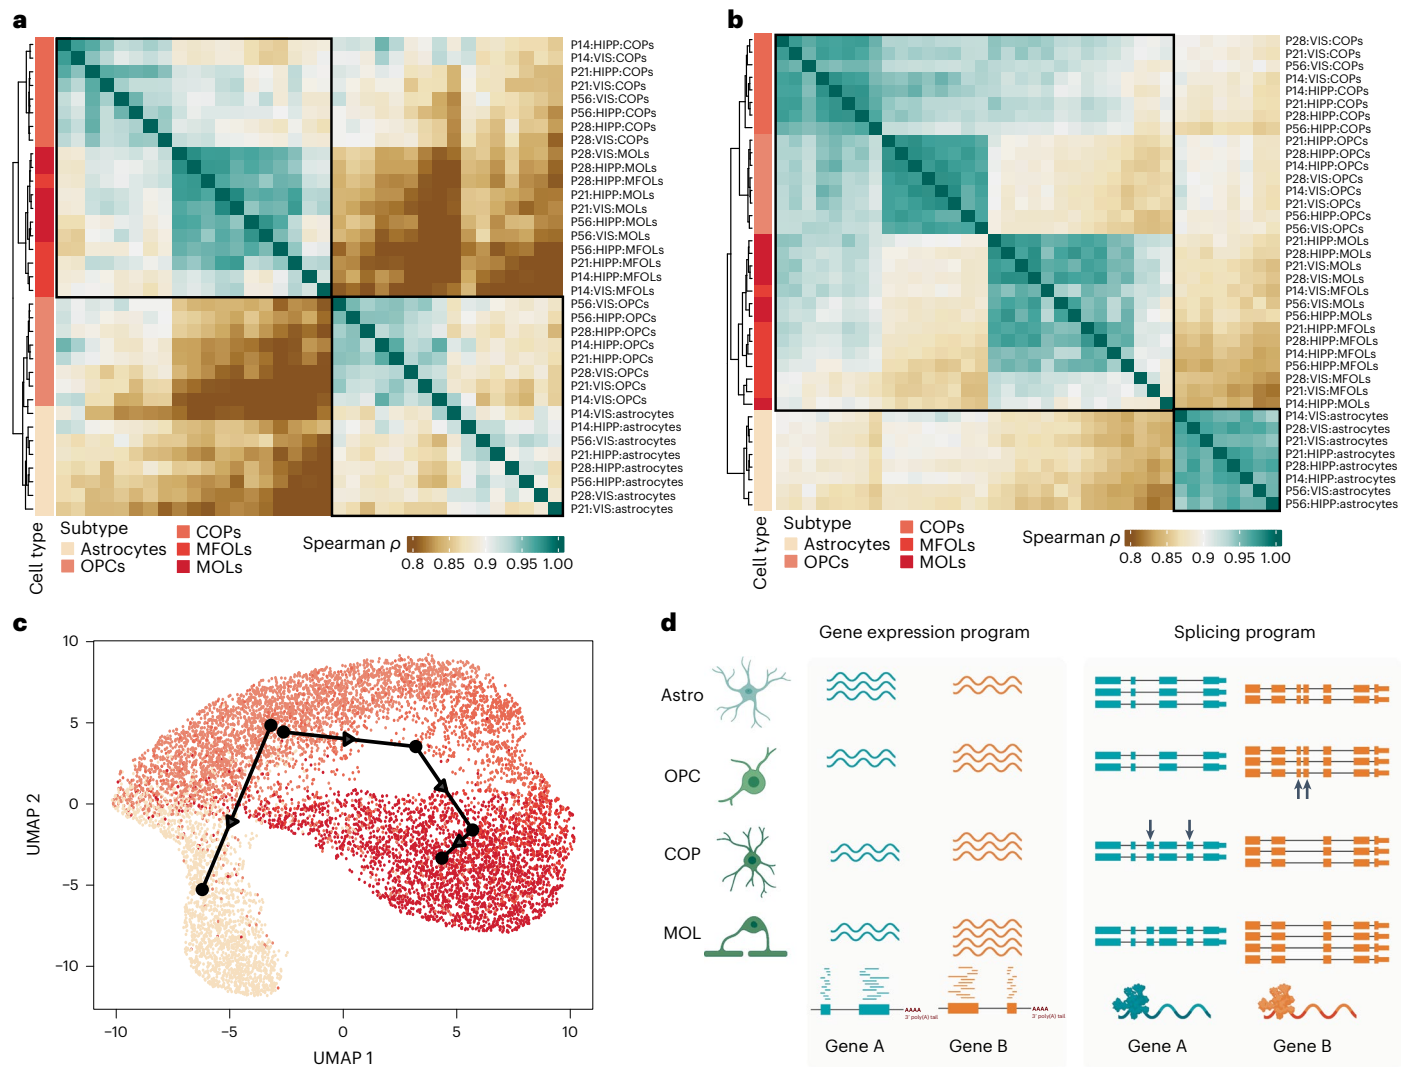 a
P14:HIPP:COPs
P14:VIS:COPs
P21:HIPP:COPs
P21:VIS:COPs
P56:VIS:COPs
P56:HIPP:COPs
P28:HIPP:COPs
P28:VIS:COPs
P28:VIS:MOLs
P28:HIPP:MOLs
P28:HIPP:MFOLs
P21:HIPP:MOLs
P21:VIS:MOLs
P56:HIPP:MOLs
P56:VIS:MOLs
P56:HIPP:MFOLs
P21:HIPP:MFOLs
P14:HIPP:MFOLs
P14:VIS:MFOLs
P56:VIS:OPCs
P56:HIPP:OPCs
P28:HIPP:OPCs
P14:HIPP:OPCs
P21:HIPP:OPCs
P28:VIS:OPCs
P21:VIS:OPCs
P14:VIS:OPCs
P14:VIS:astrocytes
P14:HIPP:astrocytes
P56:VIS:astrocytes
P21:HIPP:astrocytes
P28:HIPP:astrocytes
P56:HIPP:astrocytes
P28:VIS:astrocytes
P21:VIS:astrocytes
Cell type
Subtype
Astrocytes
OPCs
COPs
MFOLs
MOLs
Spearman ρ
0.8 0.85 0.9 0.95 1.00
b
P28:VIS:COPs
P21:VIS:COPs
P56:VIS:COPs
P14:VIS:COPs
P14:HIPP:COPs
P21:HIPP:COPs
P28:HIPP:COPs
P56:HIPP:COPs
P21:HIPP:OPCs
P28:HIPP:OPCs
P14:HIPP:OPCs
P28:VIS:OPCs
P14:VIS:OPCs
P21:VIS:OPCs
P56:HIPP:OPCs
P56:VIS:OPCs
P21:HIPP:MOLs
P28:HIPP:MOLs
P21:VIS:MOLs
P28:VIS:MOLs
P14:VIS:MFOLs
P56:VIS:MOLs
P56:HIPP:MOLs
P21:HIPP:MFOLs
P28:HIPP:MFOLs
P14:HIPP:MFOLs
P56:HIPP:MFOLs
P28:VIS:MFOLs
P21:VIS:MFOLs
P14:HIPP:MOLs
P14:VIS:astrocytes
P28:VIS:astrocytes
P21:VIS:astrocytes
P21:HIPP:astrocytes
P28:HIPP:astrocytes
P14:HIPP:astrocytes
P56:VIS:astrocytes
P56:HIPP:astrocytes
Cell type
Subtype
Astrocytes
OPCs
COPs
MFOLs
MOLs
Spearman ρ
0.8 0.85 0.9 0.95 1.00
c
UMAP 2
10
5
0
−5
−10
−10 −5 0 5 10
UMAP 1
d
Gene expression program
Splicing program
Astro
OPC
COP
MOL
AAAA
3' poly(A) tail
AAAA
3' poly(A) tail
Gene A
Gene B
Gene A
Gene B